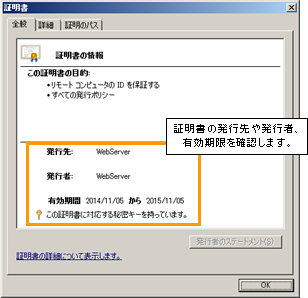 証明書
全般 詳細 証明のパス
証明書の情報
この証明書の目的:
•リモート コンピュータの ID を保証する
•すべての発行ポリシー
証明書の発行先や発行者、
有効期限を確認します。
発行先: WebServer
発行者: WebServer
有効期間 2014/11/05 から 2015/11/05
この証明書に対応する秘密キーを持っています。
発行者のステートメント(S)
証明書の詳細について表示します。
OK